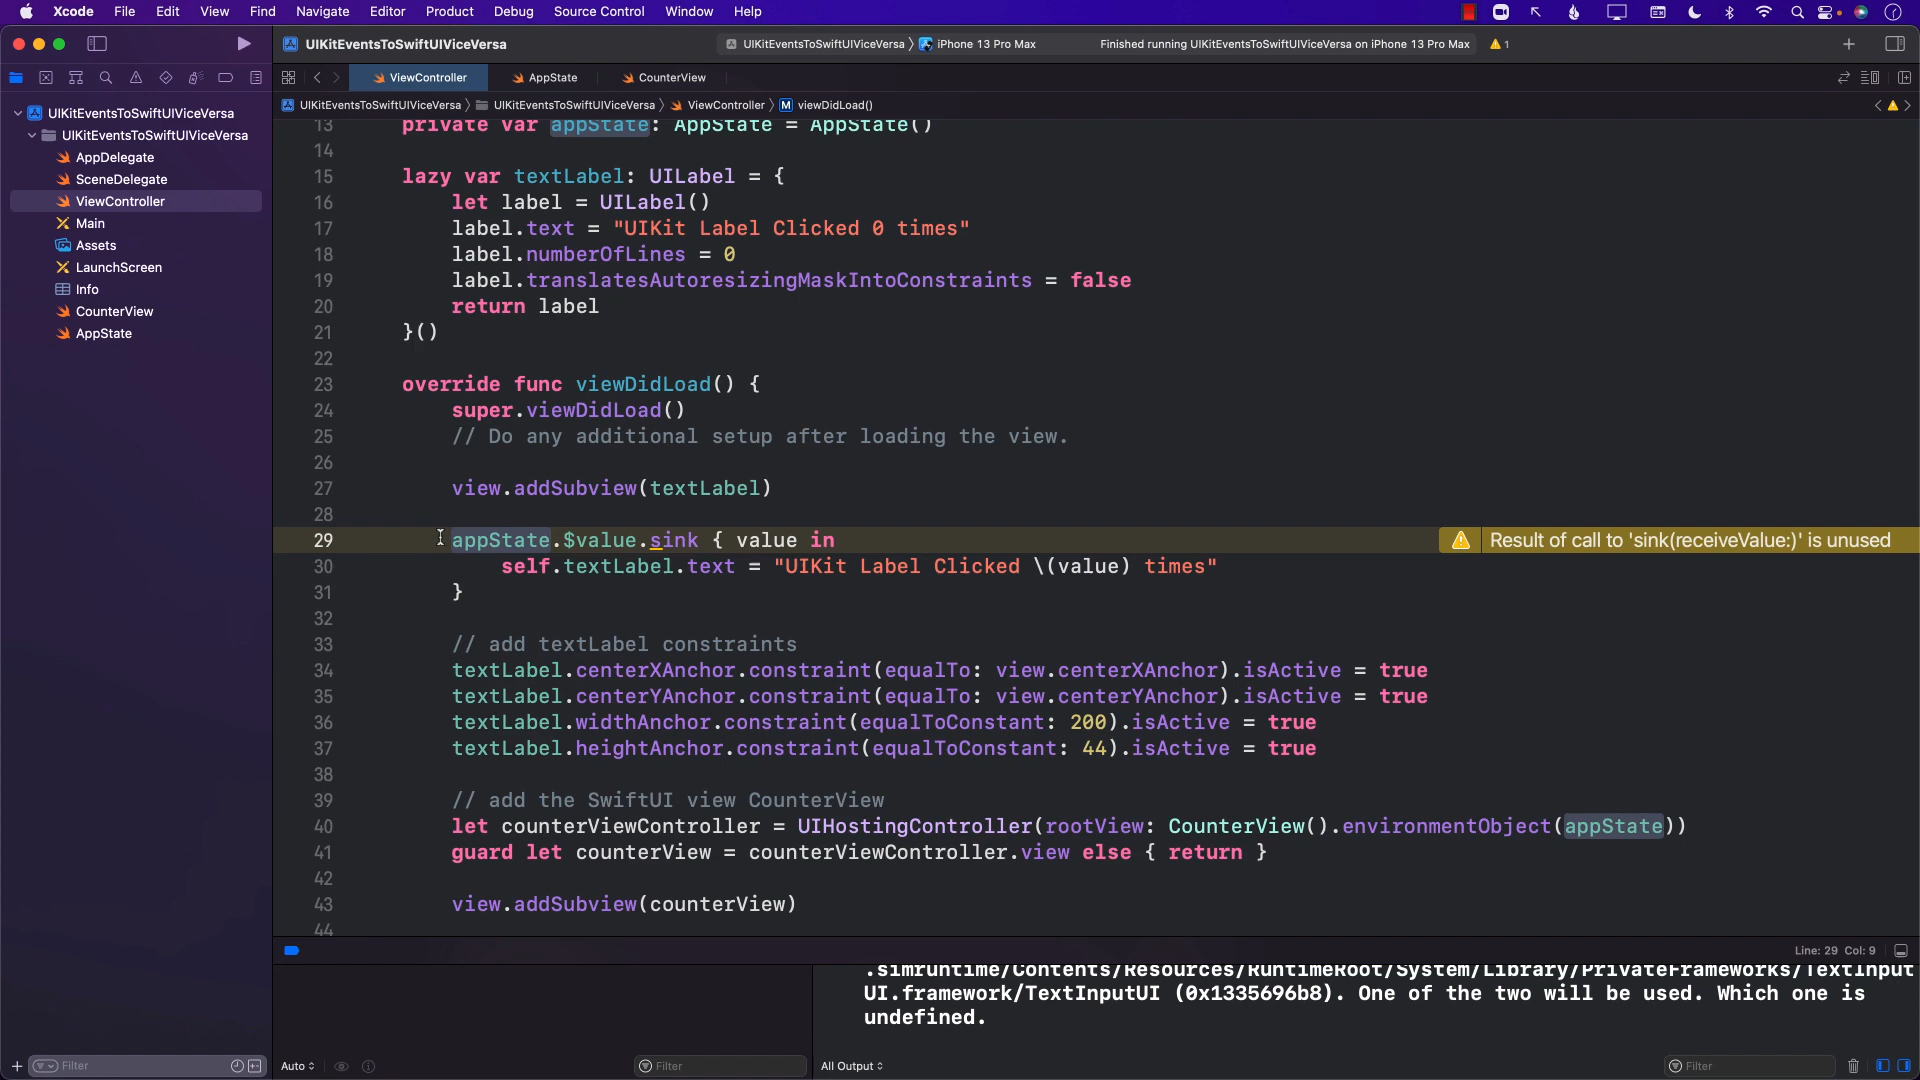 Xcode File Edit View Find Navigate Editor Product Debug Source Control Window Help
UIKitEventsToSwiftUIViceVersa
UIKitEventsToSwiftUIViceVersa 〉 iPhone 13 Pro Max
Finished running UIKitEventsToSwiftUIViceVersa on iPhone 13 Pro Max
1
ViewController AppState CounterView
UIKitEventsToSwiftUIViceVersa 〉 UIKitEventsToSwiftUIViceVersa 〉 ViewController 〉 M viewDidLoad()
UIKitEventsToSwiftUIViceVersa
UIKitEventsToSwiftUIViceVersa
AppDelegate
SceneDelegate
ViewController
Main
Assets
LaunchScreen
Info
CounterView
AppState
13 private var appState: AppState = AppState()
14
15 lazy var textLabel: UILabel = {
16 let label = UILabel()
17 label.text = "UIKit Label Clicked 0 times"
18 label.numberOfLines = 0
19 label.translatesAutoresizingMaskIntoConstraints = false
20 return label
21 }()
22
23 override func viewDidLoad() {
24 super.viewDidLoad()
25 // Do any additional setup after loading the view.
26
27 view.addSubview(textLabel)
28
29 appState.$value.sink { value in Result of call to 'sink(receiveValue:)' is unused
30 self.textLabel.text = "UIKit Label Clicked \(value) times"
31 }
32
33 // add textLabel constraints
34 textLabel.centerXAnchor.constraint(equalTo: view.centerXAnchor).isActive = true
35 textLabel.centerYAnchor.constraint(equalTo: view.centerYAnchor).isActive = true
36 textLabel.widthAnchor.constraint(equalToConstant: 200).isActive = true
37 textLabel.heightAnchor.constraint(equalToConstant: 44).isActive = true
38
39 // add the SwiftUI view CounterView
40 let counterViewController = UIHostingController(rootView: CounterView().environmentObject(appState))
41 guard let counterView = counterViewController.view else { return }
42
43 view.addSubview(counterView)
44
Line: 29 Col: 9
.simruntime/Contents/Resources/RuntimeRoot/System/Library/PrivateFrameworks/TextInput
UI.framework/TextInputUI (0x1335696b8). One of the two will be used. Which one is
undefined.
Filter
Auto
Filter
All Output
Filter